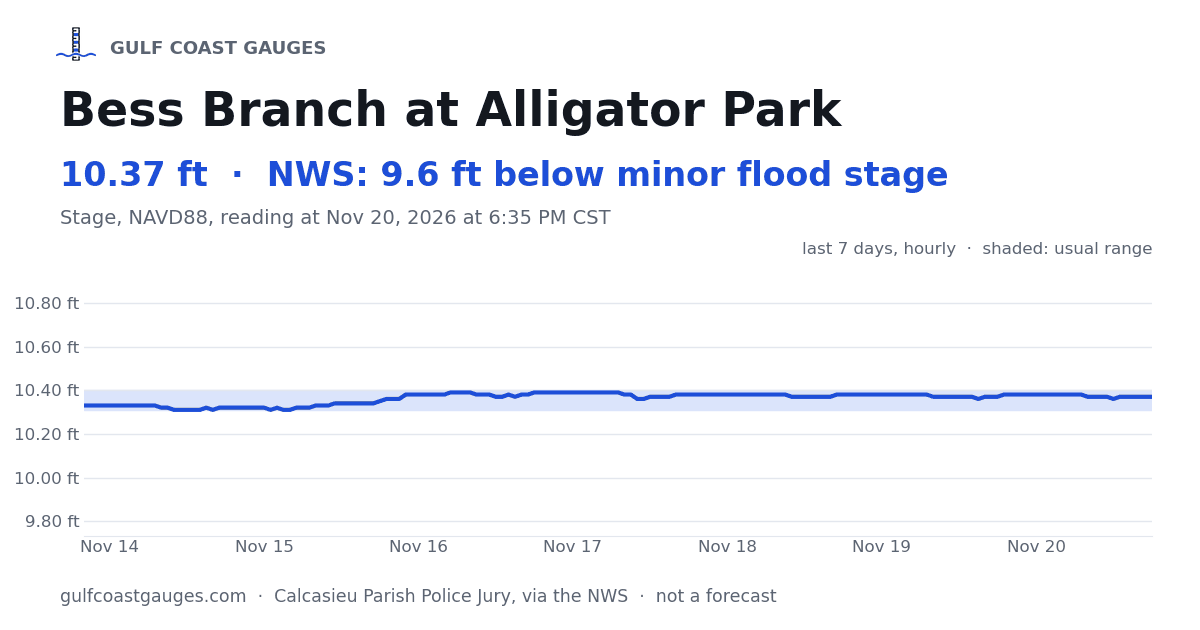 GULF COAST GAUGES
Bess Branch at Alligator Park
10.37 ft · NWS: 9.6 ft below minor flood stage
Stage, NAVD88, reading at Nov 20, 2026 at 6:35 PM CST
last 7 days, hourly · shaded: usual range
10.80 ft
10.60 ft
10.40 ft
10.20 ft
10.00 ft
9.80 ft
Nov 14 Nov 15 Nov 16 Nov 17 Nov 18 Nov 19 Nov 20
gulfcoastgauges.com · Calcasieu Parish Police Jury, via the NWS · not a forecast